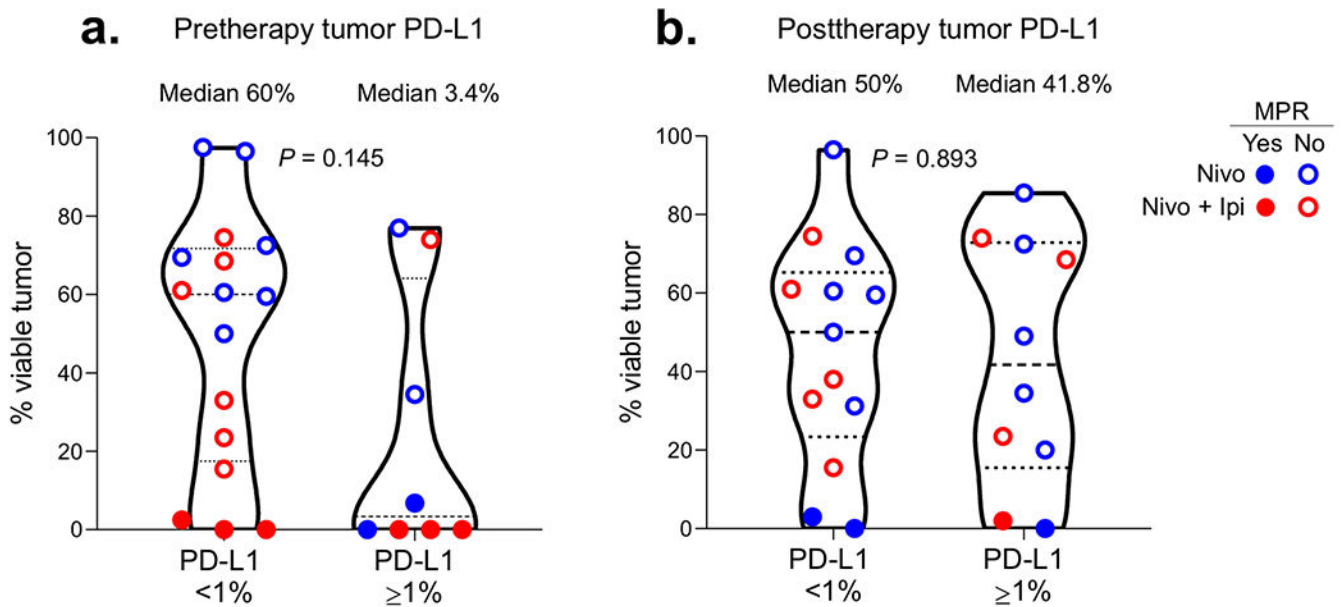 a. Pretherapy tumor PD-L1
Median 60% Median 3.4%
P = 0.145
% viable tumor
100
80
60
40
20
0
PD-L1 <1%
PD-L1 ≥1%
b. Posttherapy tumor PD-L1
Median 50% Median 41.8%
P = 0.893
% viable tumor
100
80
60
40
20
0
PD-L1 <1%
PD-L1 ≥1%
MPR
Yes No
Nivo
Nivo + Ipi